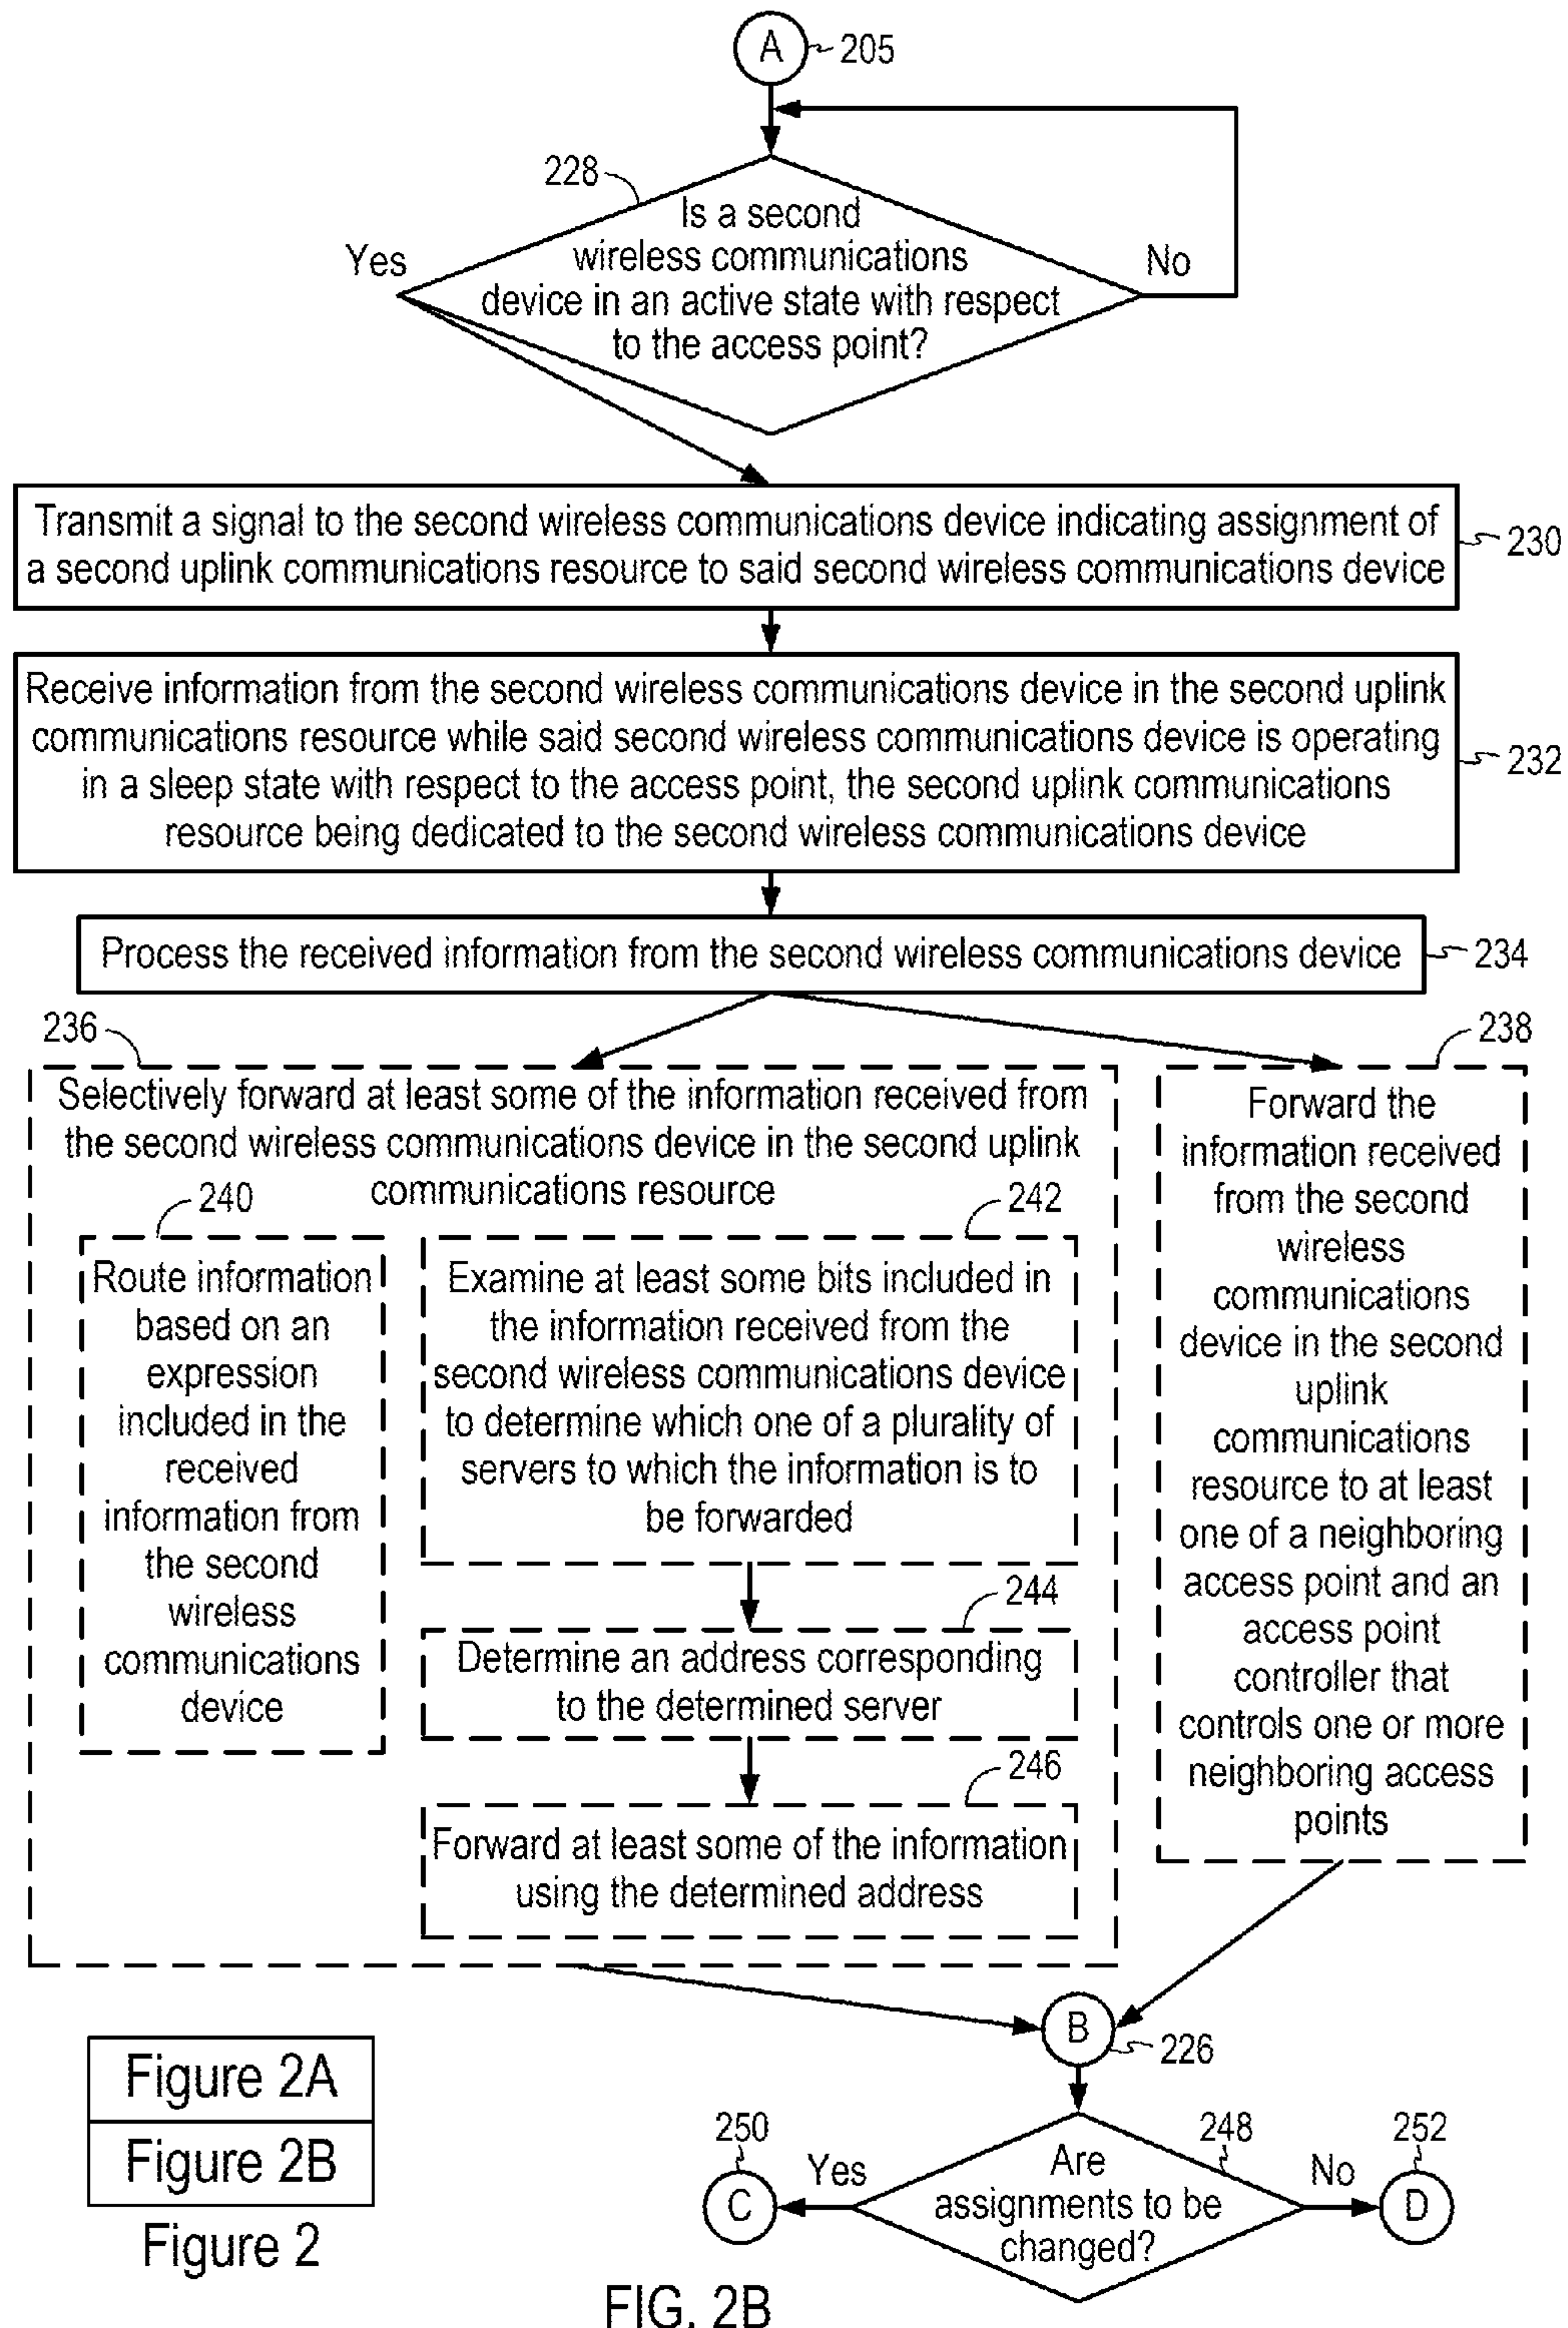 A
205
228
Is a second
wireless communications
device in an active state with respect
to the access point?
Yes
No
Transmit a signal to the second wireless communications device indicating assignment of
a second uplink communications resource to said second wireless communications device
230
Receive information from the second wireless communications device in the second uplink
communications resource while said second wireless communications device is operating
in a sleep state with respect to the access point, the second uplink communications
resource being dedicated to the second wireless communications device
232
Process the received information from the second wireless communications device
234
236
Selectively forward at least some of the information received from
the second wireless communications device in the second uplink
communications resource
240
Route information
based on an
expression
included in the
received
information from
the second
wireless
communications
device
242
Examine at least some bits included in
the information received from the
second wireless communications device
to determine which one of a plurality of
servers to which the information is to
be forwarded
244
Determine an address corresponding
to the determined server
246
Forward at least some of the information
using the determined address
238
Forward the
information received
from the second
wireless
communications
device in the second
uplink
communications
resource to at least
one of a neighboring
access point and an
access point
controller that
controls one or more
neighboring access
points
B
226
248
Are
assignments to be
changed?
Yes
250
C
No
252
D
Figure 2A
Figure 2B
Figure 2
FIG. 2B